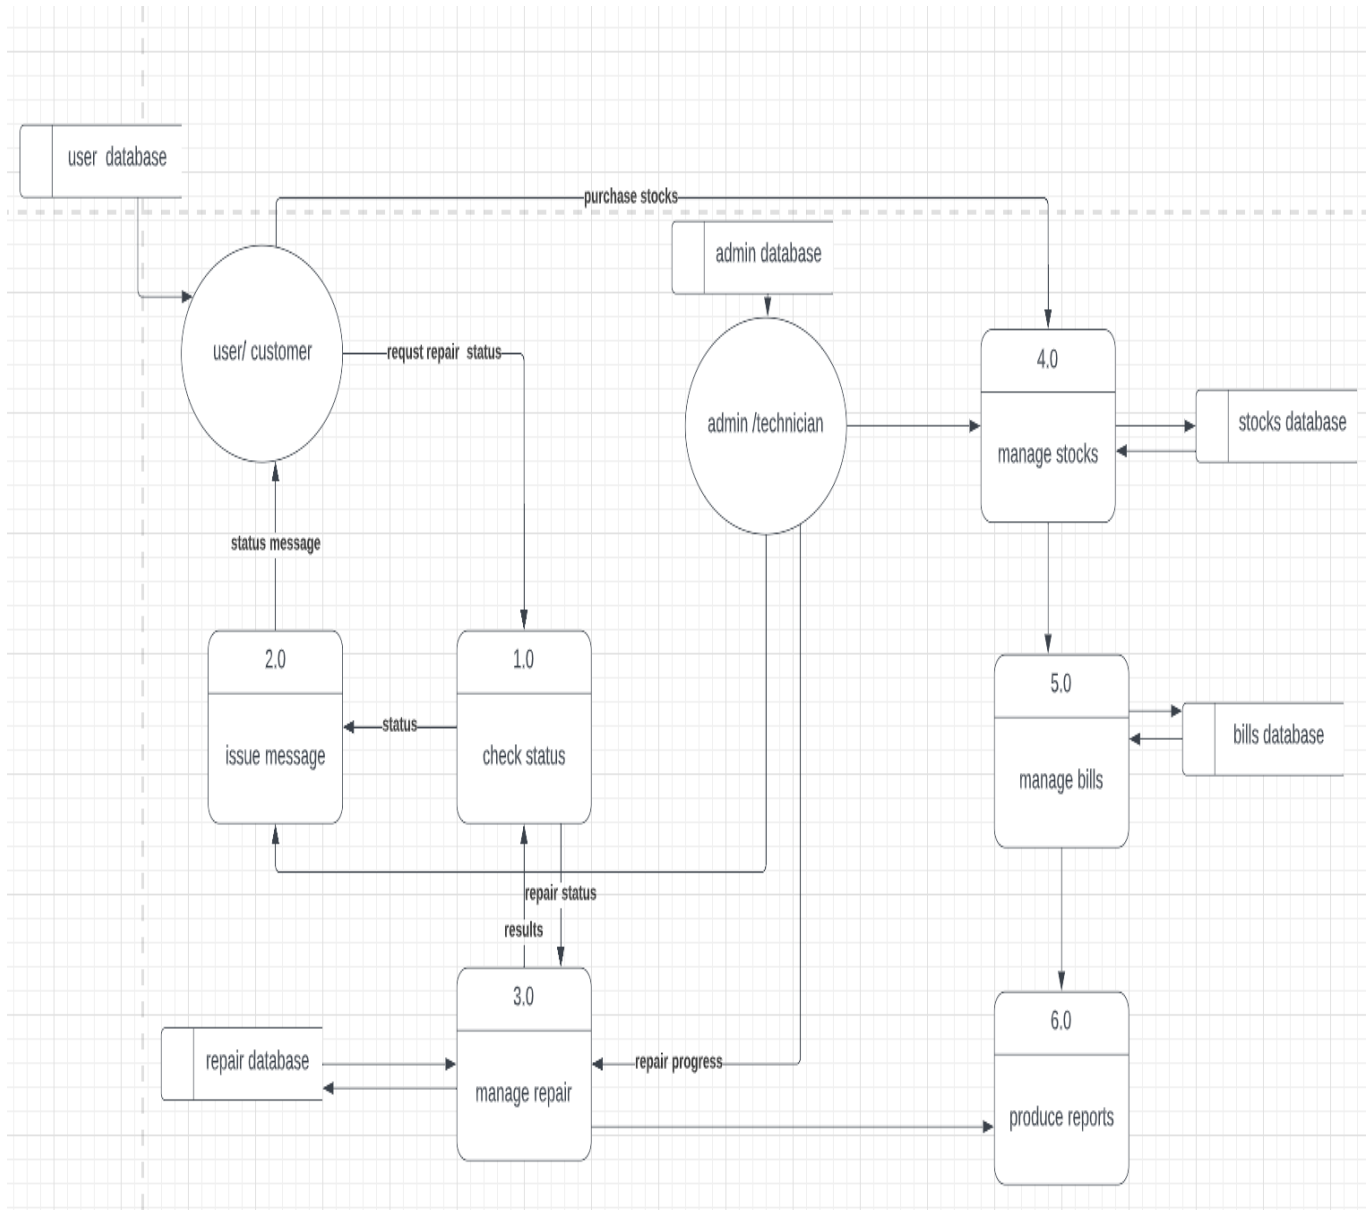 user database
purchase stocks
admin database
user/ customer
requst repair status
4.0
admin /technician
manage stocks
stocks database
status message
2.0
1.0
5.0
status
issue message
check status
bills database
manage bills
repair status
results
3.0
6.0
repair database
repair progress
manage repair
produce reports